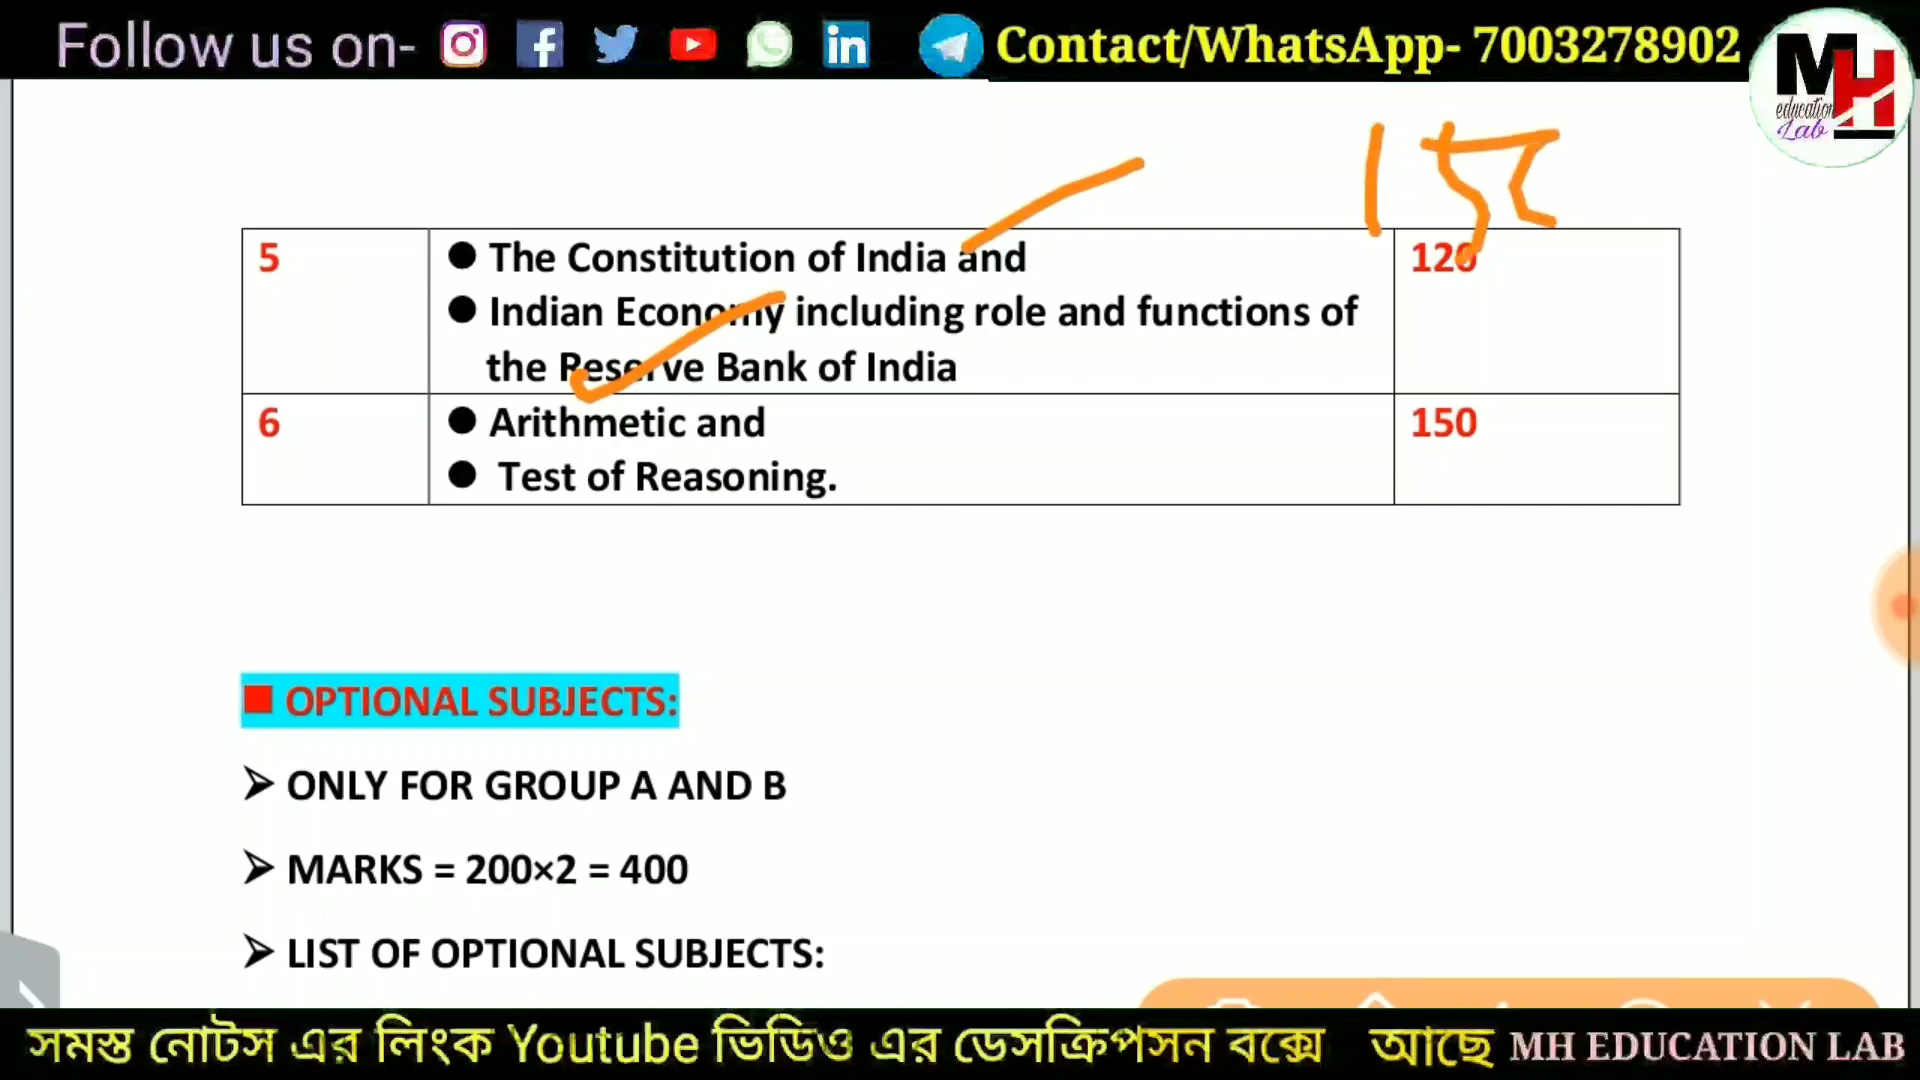 Follow us on-
Contact/WhatsApp- 7003278902
MH
education
Lab
5
The Constitution of India and
120
Indian Economy including role and functions of
the Reserve Bank of India
6
Arithmetic and
150
Test of Reasoning.
OPTIONAL SUBJECTS:
ONLY FOR GROUP A AND B
MARKS = 200×2 = 400
LIST OF OPTIONAL SUBJECTS:
সমস্ত নোটস এর লিংক Youtube ভিডিও এর ডেসক্রিপসন বক্সে আছে MH EDUCATION LAB